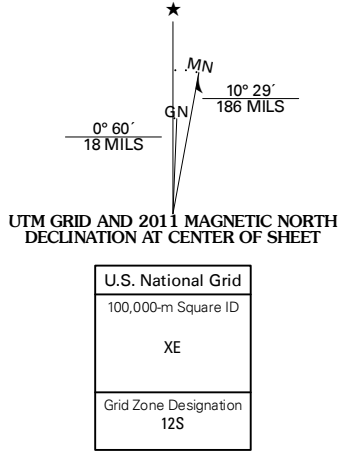 ★
MN
GN
10° 29´
186 MILS
0° 60´
18 MILS
UTM GRID AND 2011 MAGNETIC NORTH
DECLINATION AT CENTER OF SHEET
U.S. National Grid
100,000-m Square ID
XE
Grid Zone Designation
12S